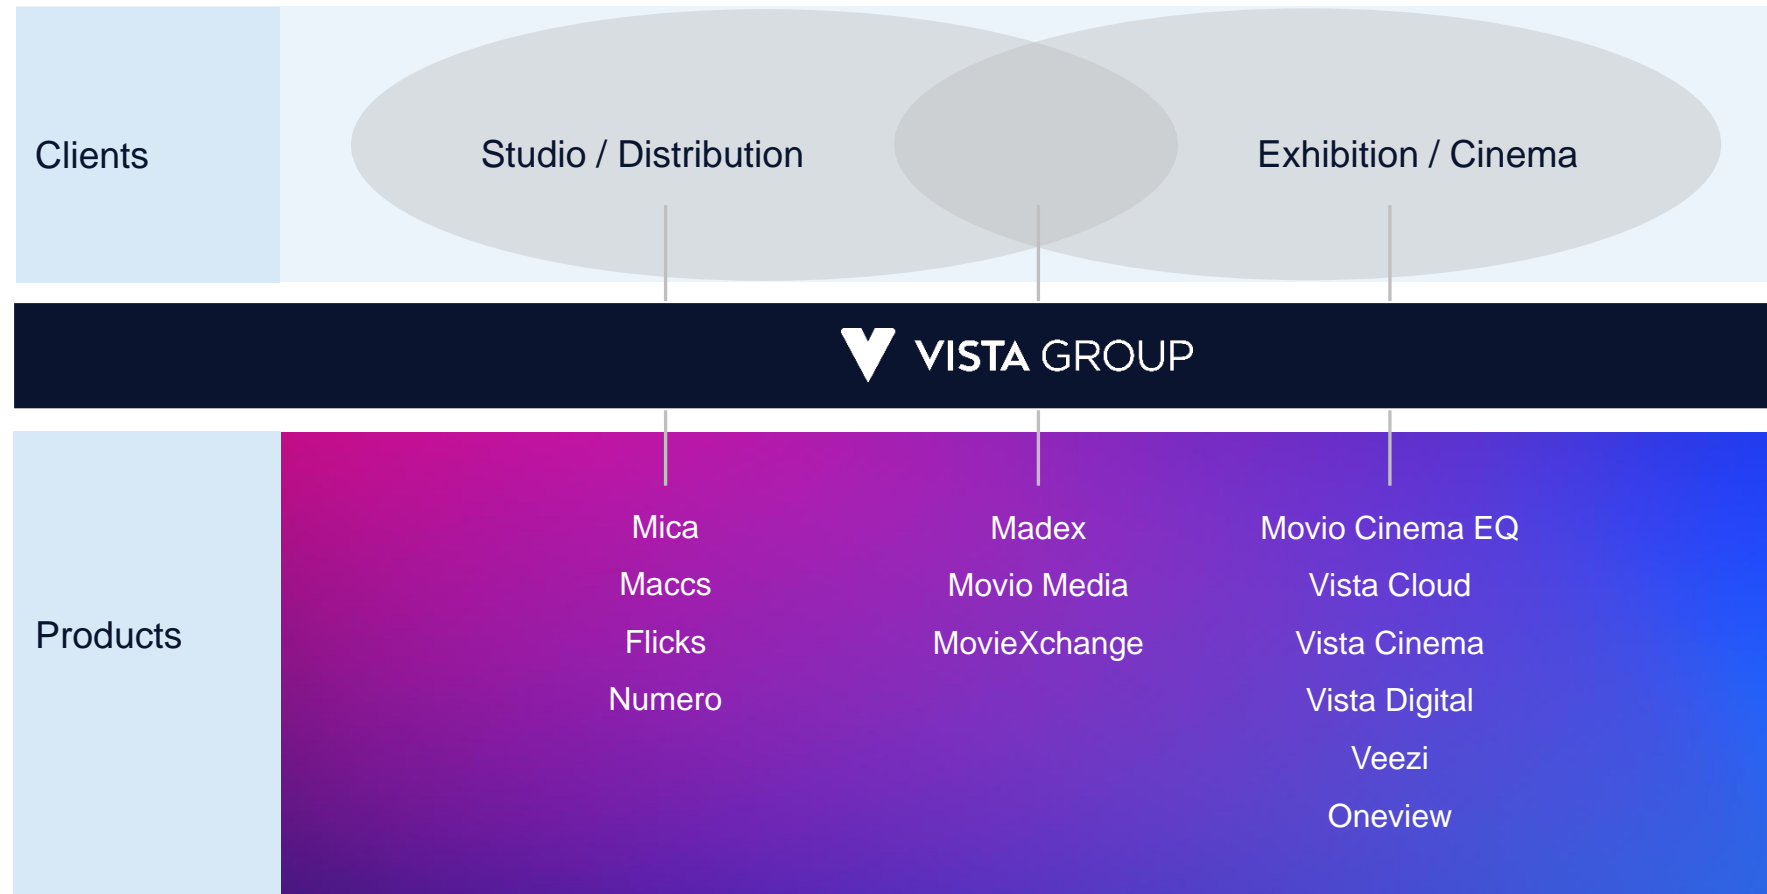 Clients
Studio / Distribution
Exhibition / Cinema
VISTA GROUP
Products
Mica
Maccs
Flicks
Numero
Madex
Movio Media
MovieXchange
Movio Cinema EQ
Vista Cloud
Vista Cinema
Vista Digital
Veezi
Oneview